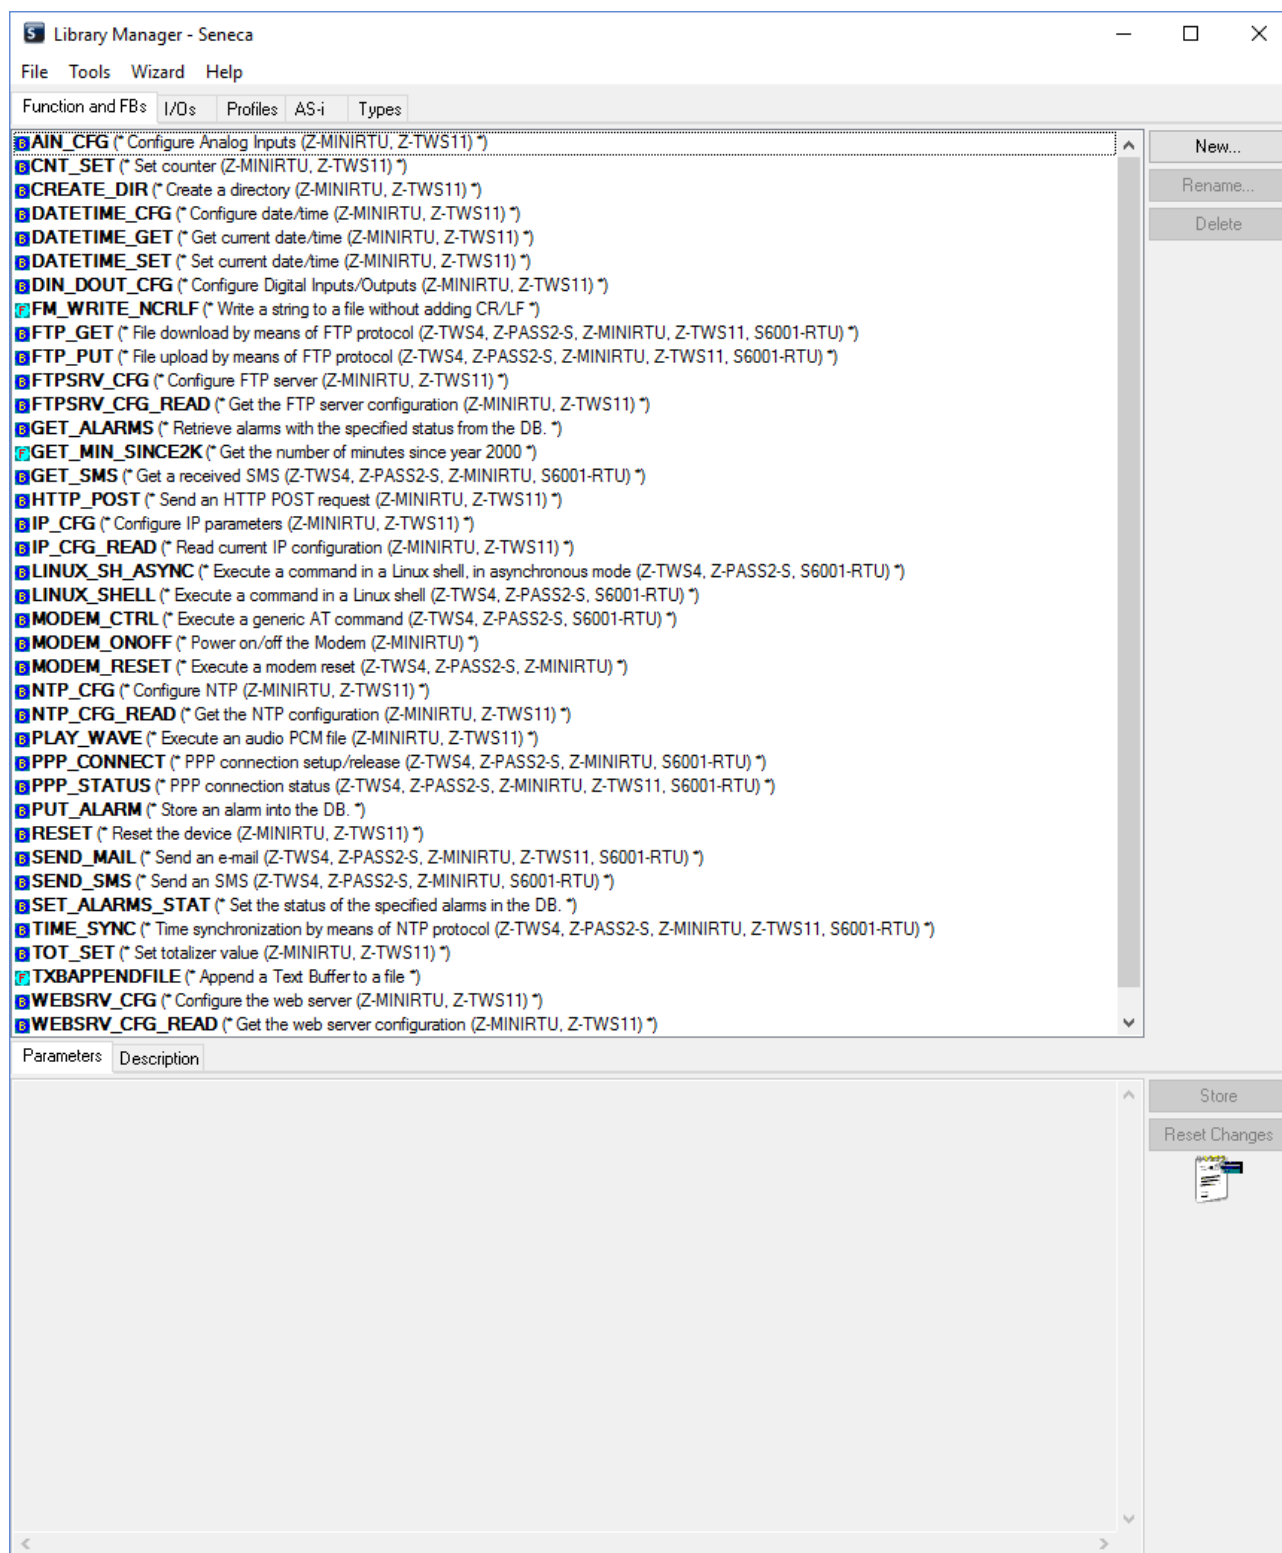 Library Manager - Seneca
File Tools Wizard Help
Function and FBs I/Os Profiles AS-i Types
AIN_CFG (* Configure Analog Inputs (Z-MINIRTU, Z-TWS11) *)
CNT_SET (* Set counter (Z-MINIRTU, Z-TWS11) *)
CREATE_DIR (* Create a directory (Z-MINIRTU, Z-TWS11) *)
DATETIME_CFG (* Configure date/time (Z-MINIRTU, Z-TWS11) *)
DATETIME_GET (* Get current date/time (Z-MINIRTU, Z-TWS11) *)
DATETIME_SET (* Set current date/time (Z-MINIRTU, Z-TWS11) *)
DIN_DOUT_CFG (* Configure Digital Inputs/Outputs (Z-MINIRTU, Z-TWS11) *)
FM_WRITE_NCRLF (* Write a string to a file without adding CR/LF *)
FTP_GET (* File download by means of FTP protocol (Z-TWS4, Z-PASS2-S, Z-MINIRTU, Z-TWS11, S6001-RTU) *)
FTP_PUT (* File upload by means of FTP protocol (Z-TWS4, Z-PASS2-S, Z-MINIRTU, Z-TWS11, S6001-RTU) *)
FTPSRV_CFG (* Configure FTP server (Z-MINIRTU, Z-TWS11) *)
FTPSRV_CFG_READ (* Get the FTP server configuration (Z-MINIRTU, Z-TWS11) *)
GET_ALARMS (* Retrieve alarms with the specified status from the DB. *)
GET_MIN_SINCE2K (* Get the number of minutes since year 2000 *)
GET_SMS (* Get a received SMS (Z-TWS4, Z-PASS2-S, Z-MINIRTU, S6001-RTU) *)
HTTP_POST (* Send an HTTP POST request (Z-MINIRTU, Z-TWS11) *)
IP_CFG (* Configure IP parameters (Z-MINIRTU, Z-TWS11) *)
IP_CFG_READ (* Read current IP configuration (Z-MINIRTU, Z-TWS11) *)
LINUX_SH_ASYNC (* Execute a command in a Linux shell, in asynchronous mode (Z-TWS4, Z-PASS2-S, S6001-RTU) *)
LINUX_SHELL (* Execute a command in a Linux shell (Z-TWS4, Z-PASS2-S, S6001-RTU) *)
MODEM_CTRL (* Execute a generic AT command (Z-TWS4, Z-PASS2-S, S6001-RTU) *)
MODEM_ONOFF (* Power on/off the Modem (Z-MINIRTU) *)
MODEM_RESET (* Execute a modem reset (Z-TWS4, Z-PASS2-S, Z-MINIRTU) *)
NTP_CFG (* Configure NTP (Z-MINIRTU, Z-TWS11) *)
NTP_CFG_READ (* Get the NTP configuration (Z-MINIRTU, Z-TWS11) *)
PLAY_WAVE (* Execute an audio PCM file (Z-MINIRTU, Z-TWS11) *)
PPP_CONNECT (* PPP connection setup/release (Z-TWS4, Z-PASS2-S, Z-MINIRTU, S6001-RTU) *)
PPP_STATUS (* PPP connection status (Z-TWS4, Z-PASS2-S, Z-MINIRTU, Z-TWS11, S6001-RTU) *)
PUT_ALARM (* Store an alarm into the DB. *)
RESET (* Reset the device (Z-MINIRTU, Z-TWS11) *)
SEND_MAIL (* Send an e-mail (Z-TWS4, Z-PASS2-S, Z-MINIRTU, Z-TWS11, S6001-RTU) *)
SEND_SMS (* Send an SMS (Z-TWS4, Z-PASS2-S, Z-MINIRTU, S6001-RTU) *)
SET_ALARMS_STAT (* Set the status of the specified alarms in the DB. *)
TIME_SYNC (* Time synchronization by means of NTP protocol (Z-TWS4, Z-PASS2-S, Z-MINIRTU, Z-TWS11, S6001-RTU) *)
TOT_SET (* Set totalizer value (Z-MINIRTU, Z-TWS11) *)
TXBAPPENDFILE (* Append a Text Buffer to a file *)
WEBSRV_CFG (* Configure the web server (Z-MINIRTU, Z-TWS11) *)
WEBSRV_CFG_READ (* Get the web server configuration (Z-MINIRTU, Z-TWS11) *)
New...
Rename...
Delete
Parameters Description
Store
Reset Changes